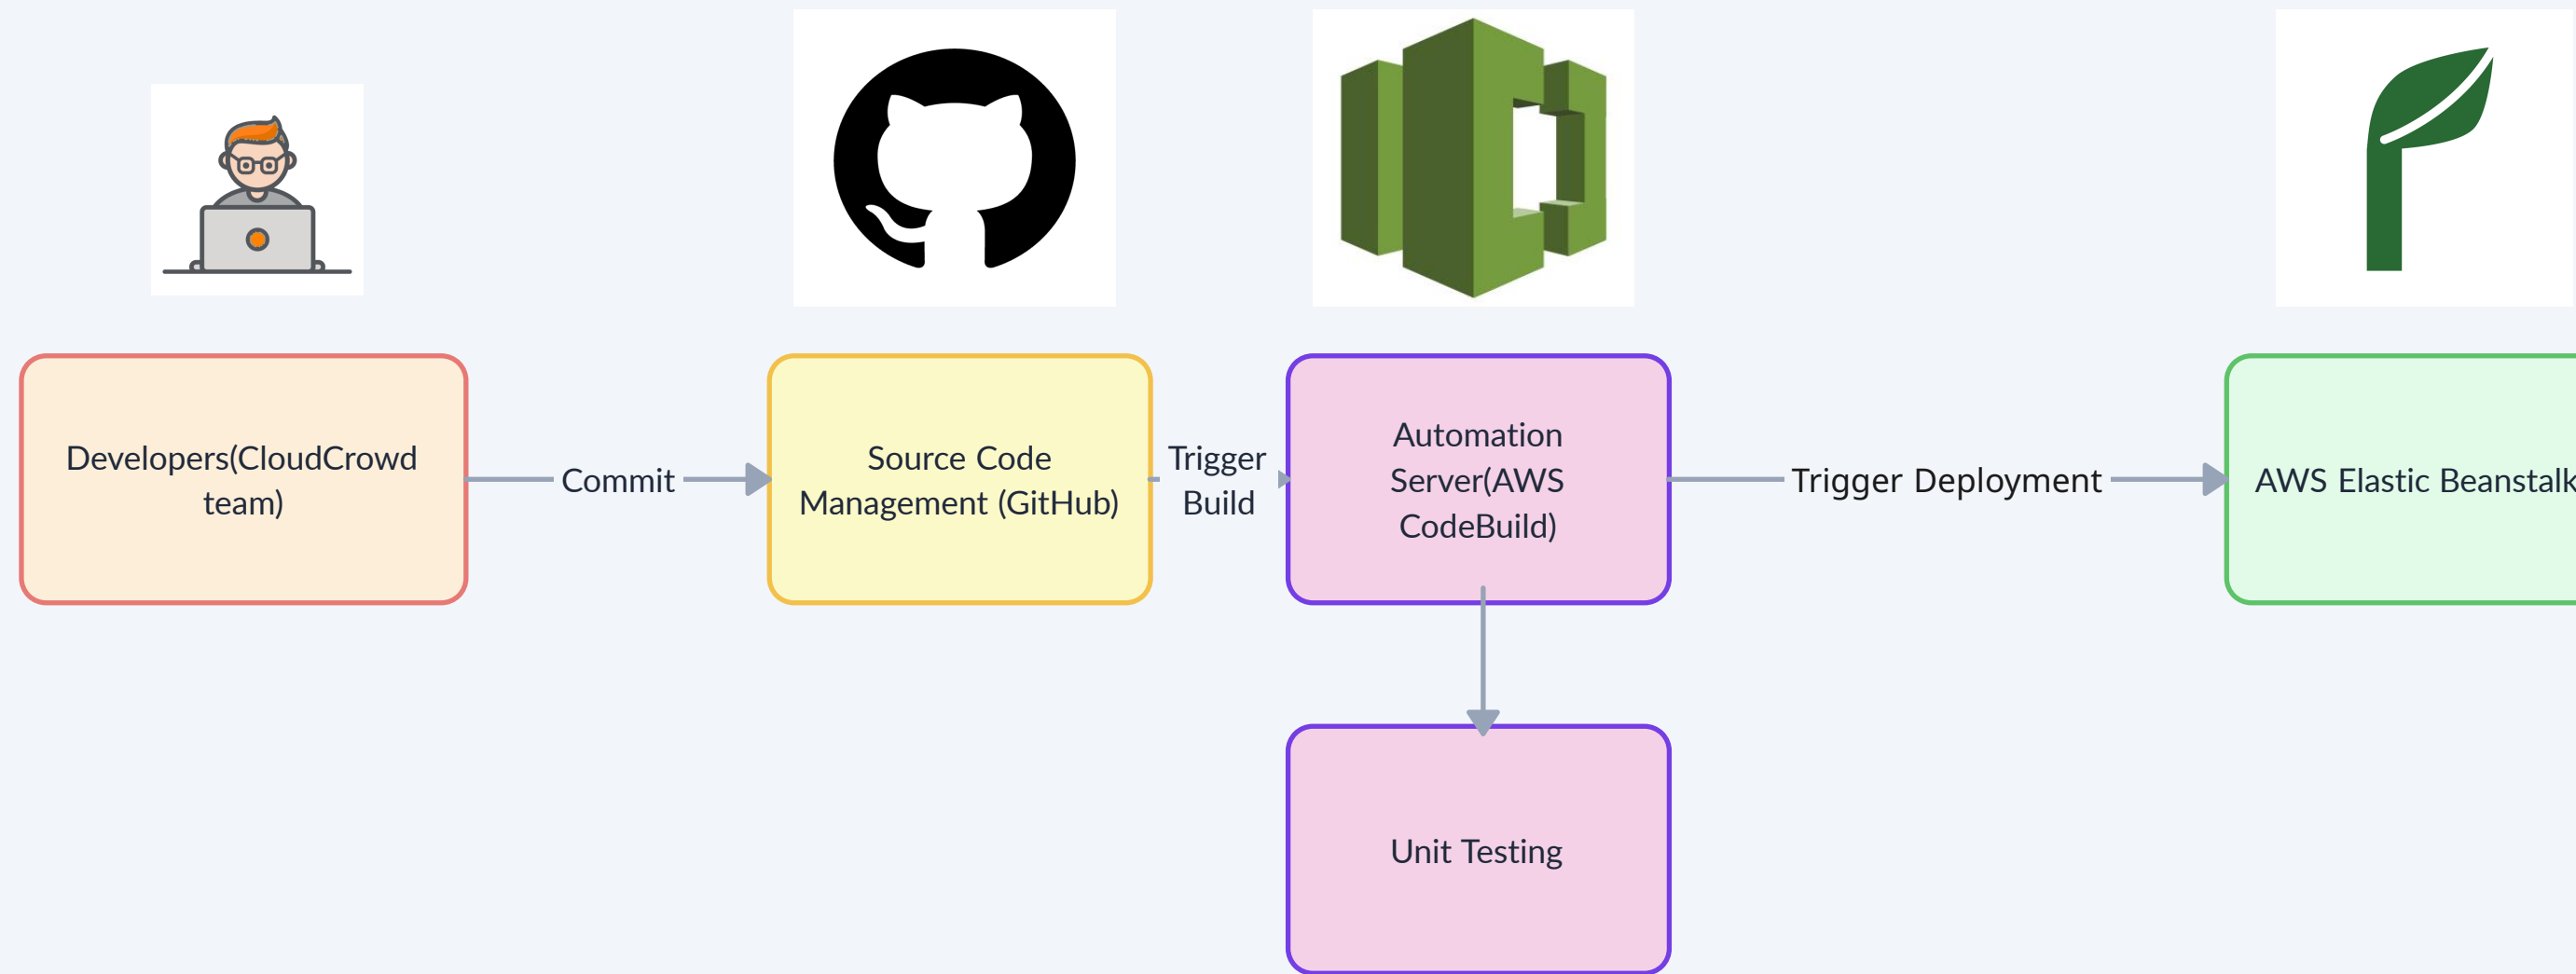 Developers(CloudCrowd
team)
Commit
Source Code
Management (GitHub)
Trigger
Build
Automation
Server(AWS
CodeBuild)
Trigger Deployment
AWS Elastic Beanstalk
Unit Testing